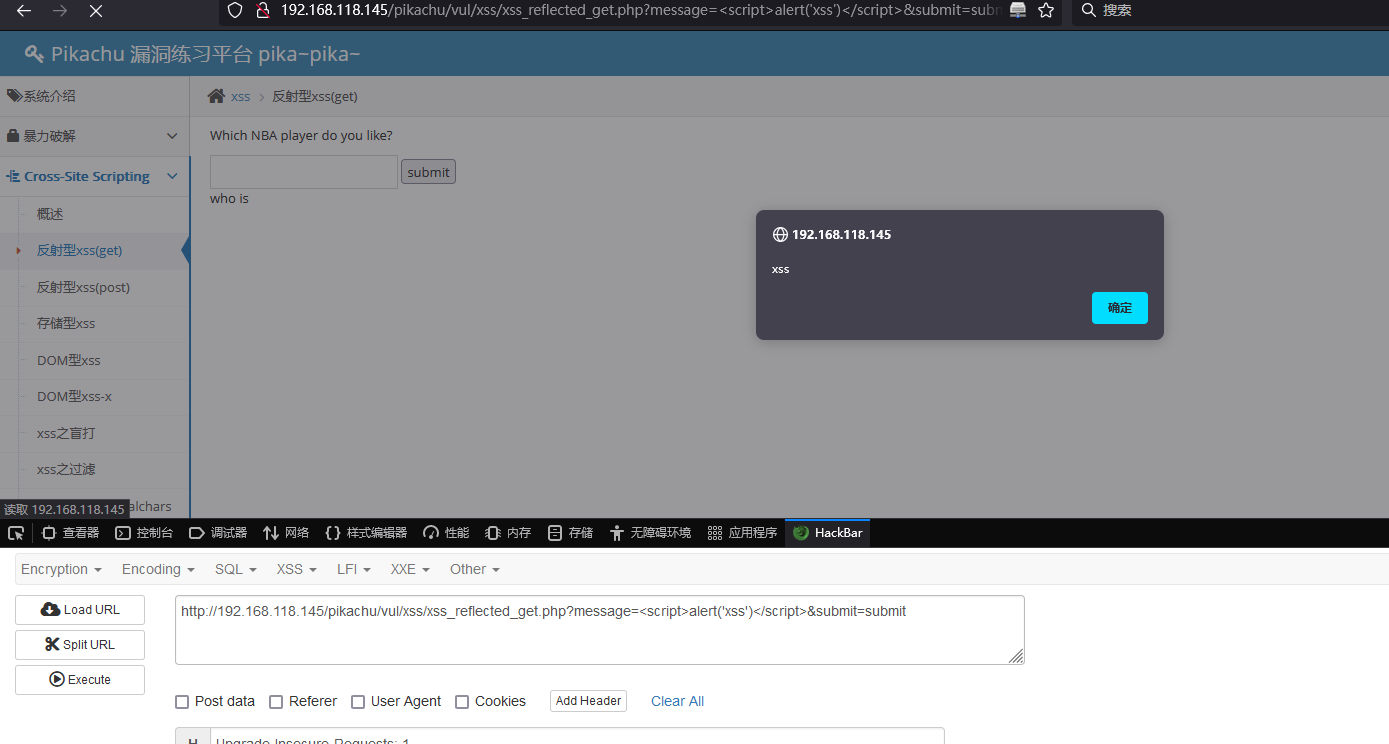 192.168.118.145/pikachu/vul/xss/xss_reflected_get.php?message=<script>alert('xss')</script>&submit=subm
搜索
Pikachu 漏洞练习平台 pika~pika~
系统介绍
xss > 反射型xss(get)
暴力破解
Which NBA player do you like?
submit
who is
Cross-Site Scripting
概述
反射型xss(get)
反射型xss(post)
存储型xss
DOM型xss
DOM型xss-x
xss之盲打
xss之过滤
alchars
192.168.118.145
xss
确定
读取 192.168.118.145
查看器 控制台 调试器 网络 样式编辑器 性能 内存 存储 无障碍环境 应用程序 HackBar
Encryption Encoding SQL XSS LFI XXE Other
Load URL
Split URL
Execute
http://192.168.118.145/pikachu/vul/xss/xss_reflected_get.php?message=<script>alert('xss')</script>&submit=submit
Post data Referer User Agent Cookies Add Header Clear All
H Upgrade-Insecure-Requests: 1